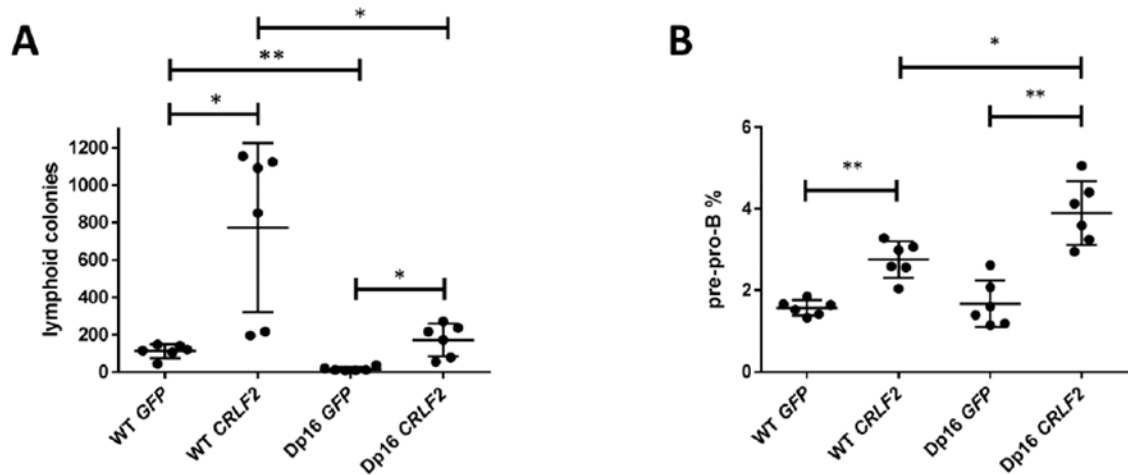 A
*
**
*
*
lymphoid colonies
1200
1000
800
600
400
200
0
WT GFP
WT CRLF2
Dp16 GFP
Dp16 CRLF2
B
*
**
**
pre-pro-B %
6
4
2
0
WT GFP
WT CRLF2
Dp16 GFP
Dp16 CRLF2